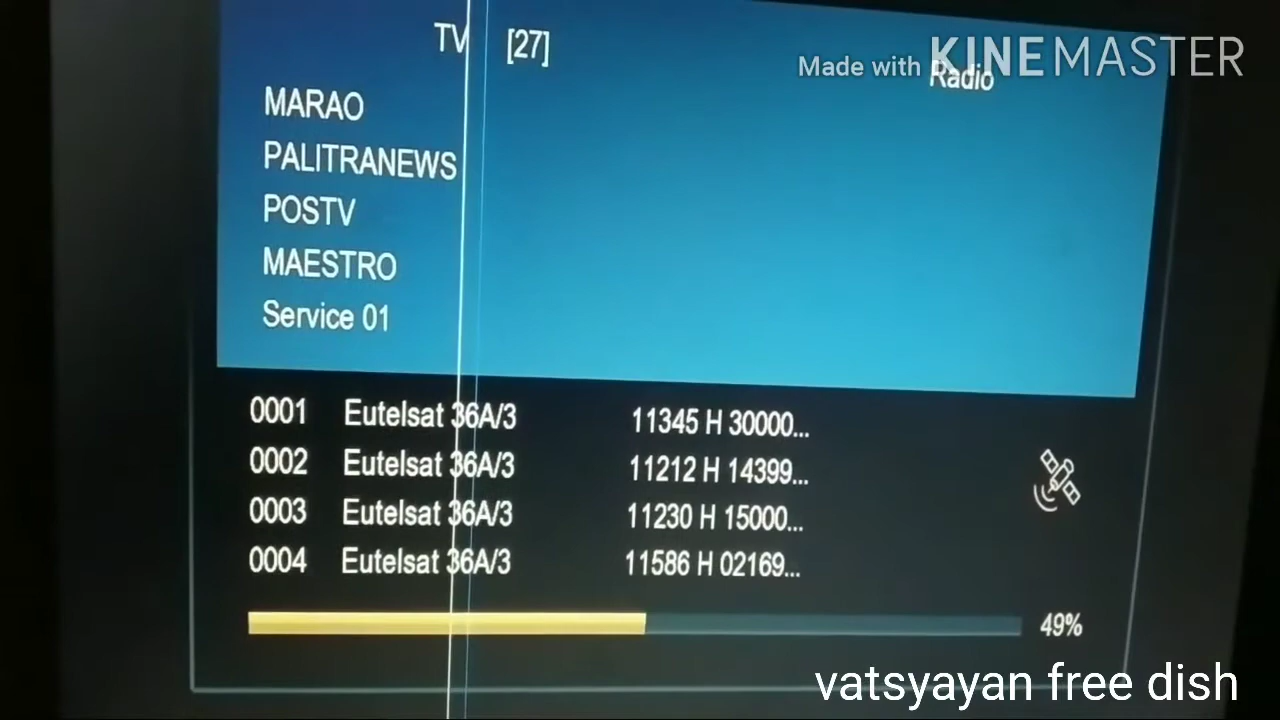 TV [27]
Made with KINEMASTER
Radio
MARAO
PALITRANEWS
POSTV
MAESTRO
Service 01
0001 Eutelsat 36A/3 11345 H 30000...
0002 Eutelsat 36A/3 11212 H 14399...
0003 Eutelsat 36A/3 11230 H 15000...
0004 Eutelsat 36A/3 11586 H 02169...
49%
vatsyayan free dish